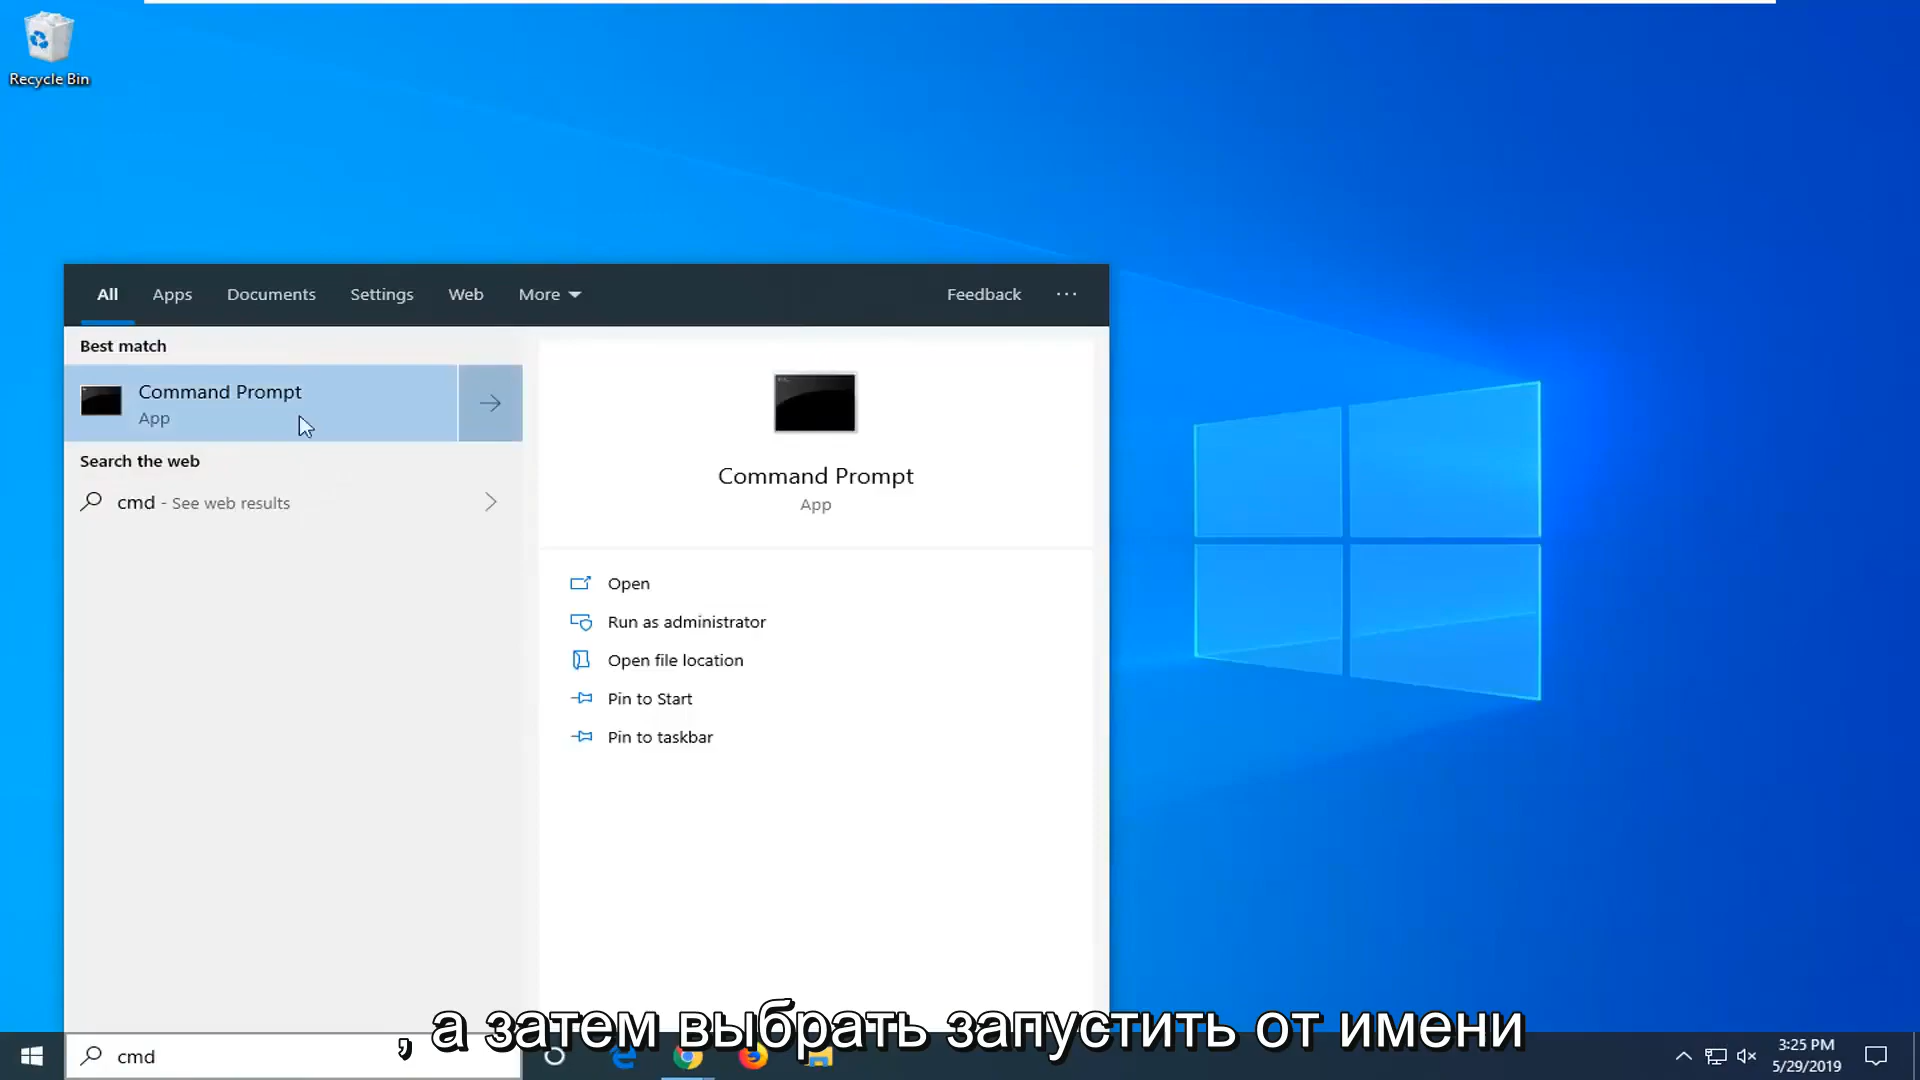 Recycle Bin
All Apps Documents Settings Web More Feedback ...
Best match
Command Prompt
App
Search the web
cmd - See web results
Command Prompt
App
Open
Run as administrator
Open file location
Pin to Start
Pin to taskbar
, а затем выбрать запустить от имени
cmd
3:25 PM
5/29/2019